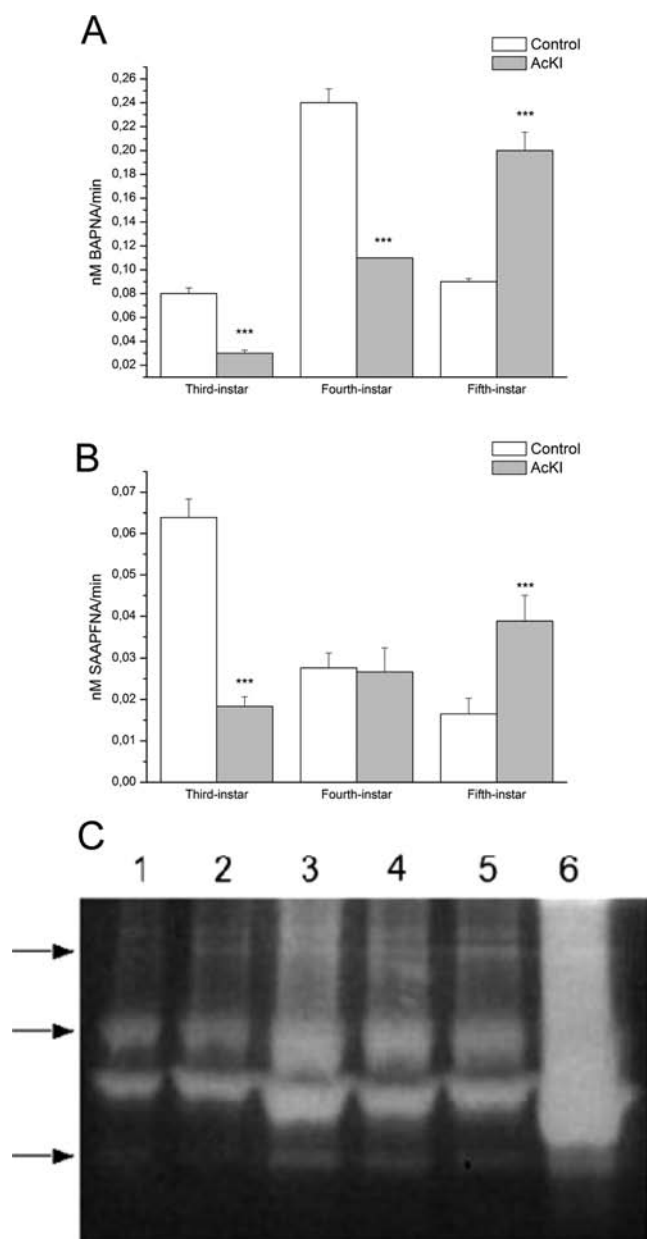 A
Control
AcKI
0,26
0,24
0,22
0,20
0,18
0,16
0,14
0,12
0,10
0,08
0,06
0,04
0,02
nM BAPNA/min
***
***
***
Third-instar Fourth-instar Fifth-instar
B
Control
AcKI
0,07
0,06
0,05
0,04
0,03
0,02
0,01
0,00
nM SAAPFNA/min
***
***
Third-instar Fourth-instar Fifth-instar
C
1 2 3 4 5 6